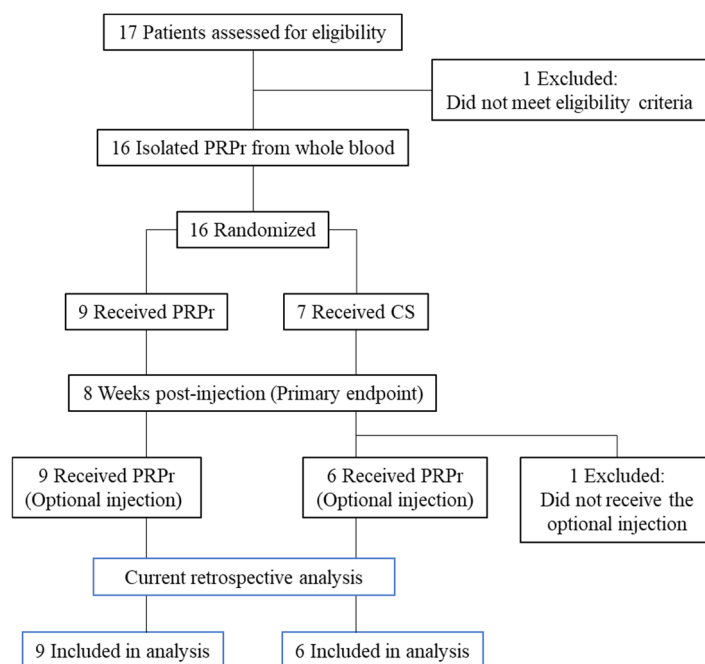 17 Patients assessed for eligibility
1 Excluded:
Did not meet eligibility criteria
16 Isolated PRPr from whole blood
16 Randomized
9 Received PRPr
7 Received CS
8 Weeks post-injection (Primary endpoint)
9 Received PRPr
(Optional injection)
6 Received PRPr
(Optional injection)
1 Excluded:
Did not receive the
optional injection
Current retrospective analysis
9 Included in analysis
6 Included in analysis